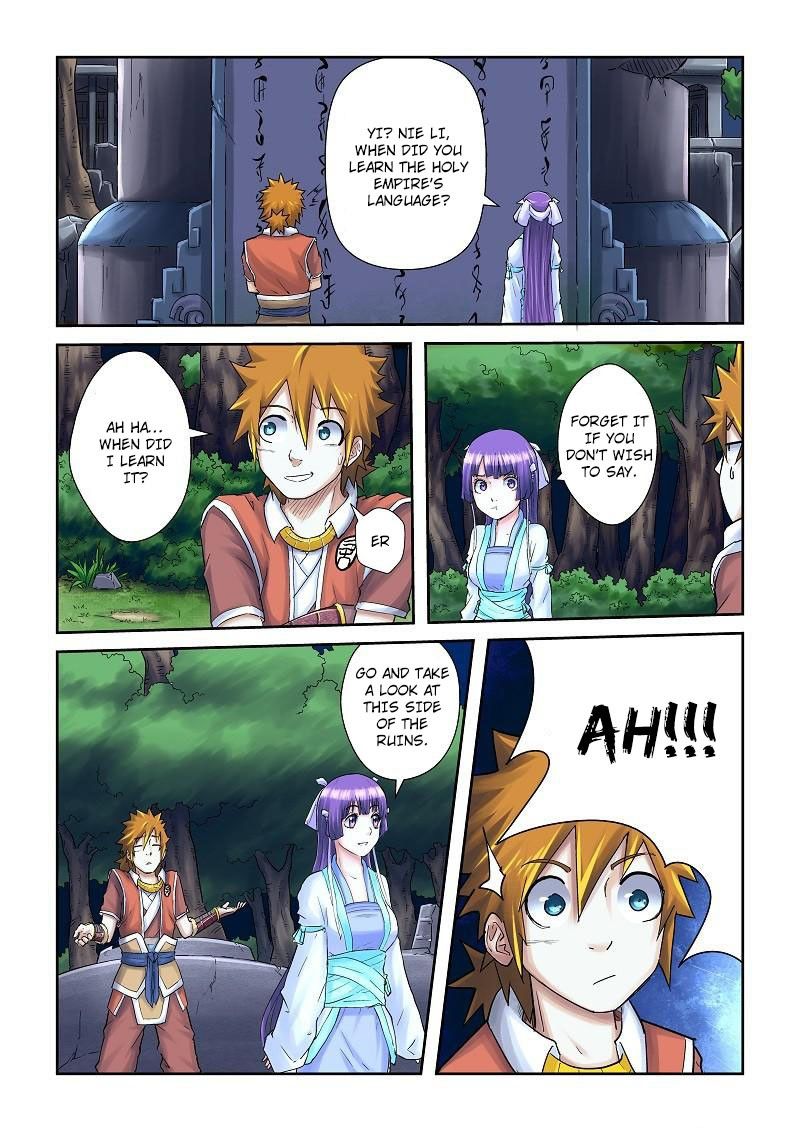 YI? NIE LI,
WHEN DID YOU
LEARN THE HOLY
EMPIRE'S
LANGUAGE?
AH HA...
WHEN DID
I LEARN
IT?
ER
FORGET IT
IF YOU
DON'T WISH
TO SAY.
GO AND TAKE
A LOOK AT
THIS SIDE
OF THE
RUINS.
AH!!!